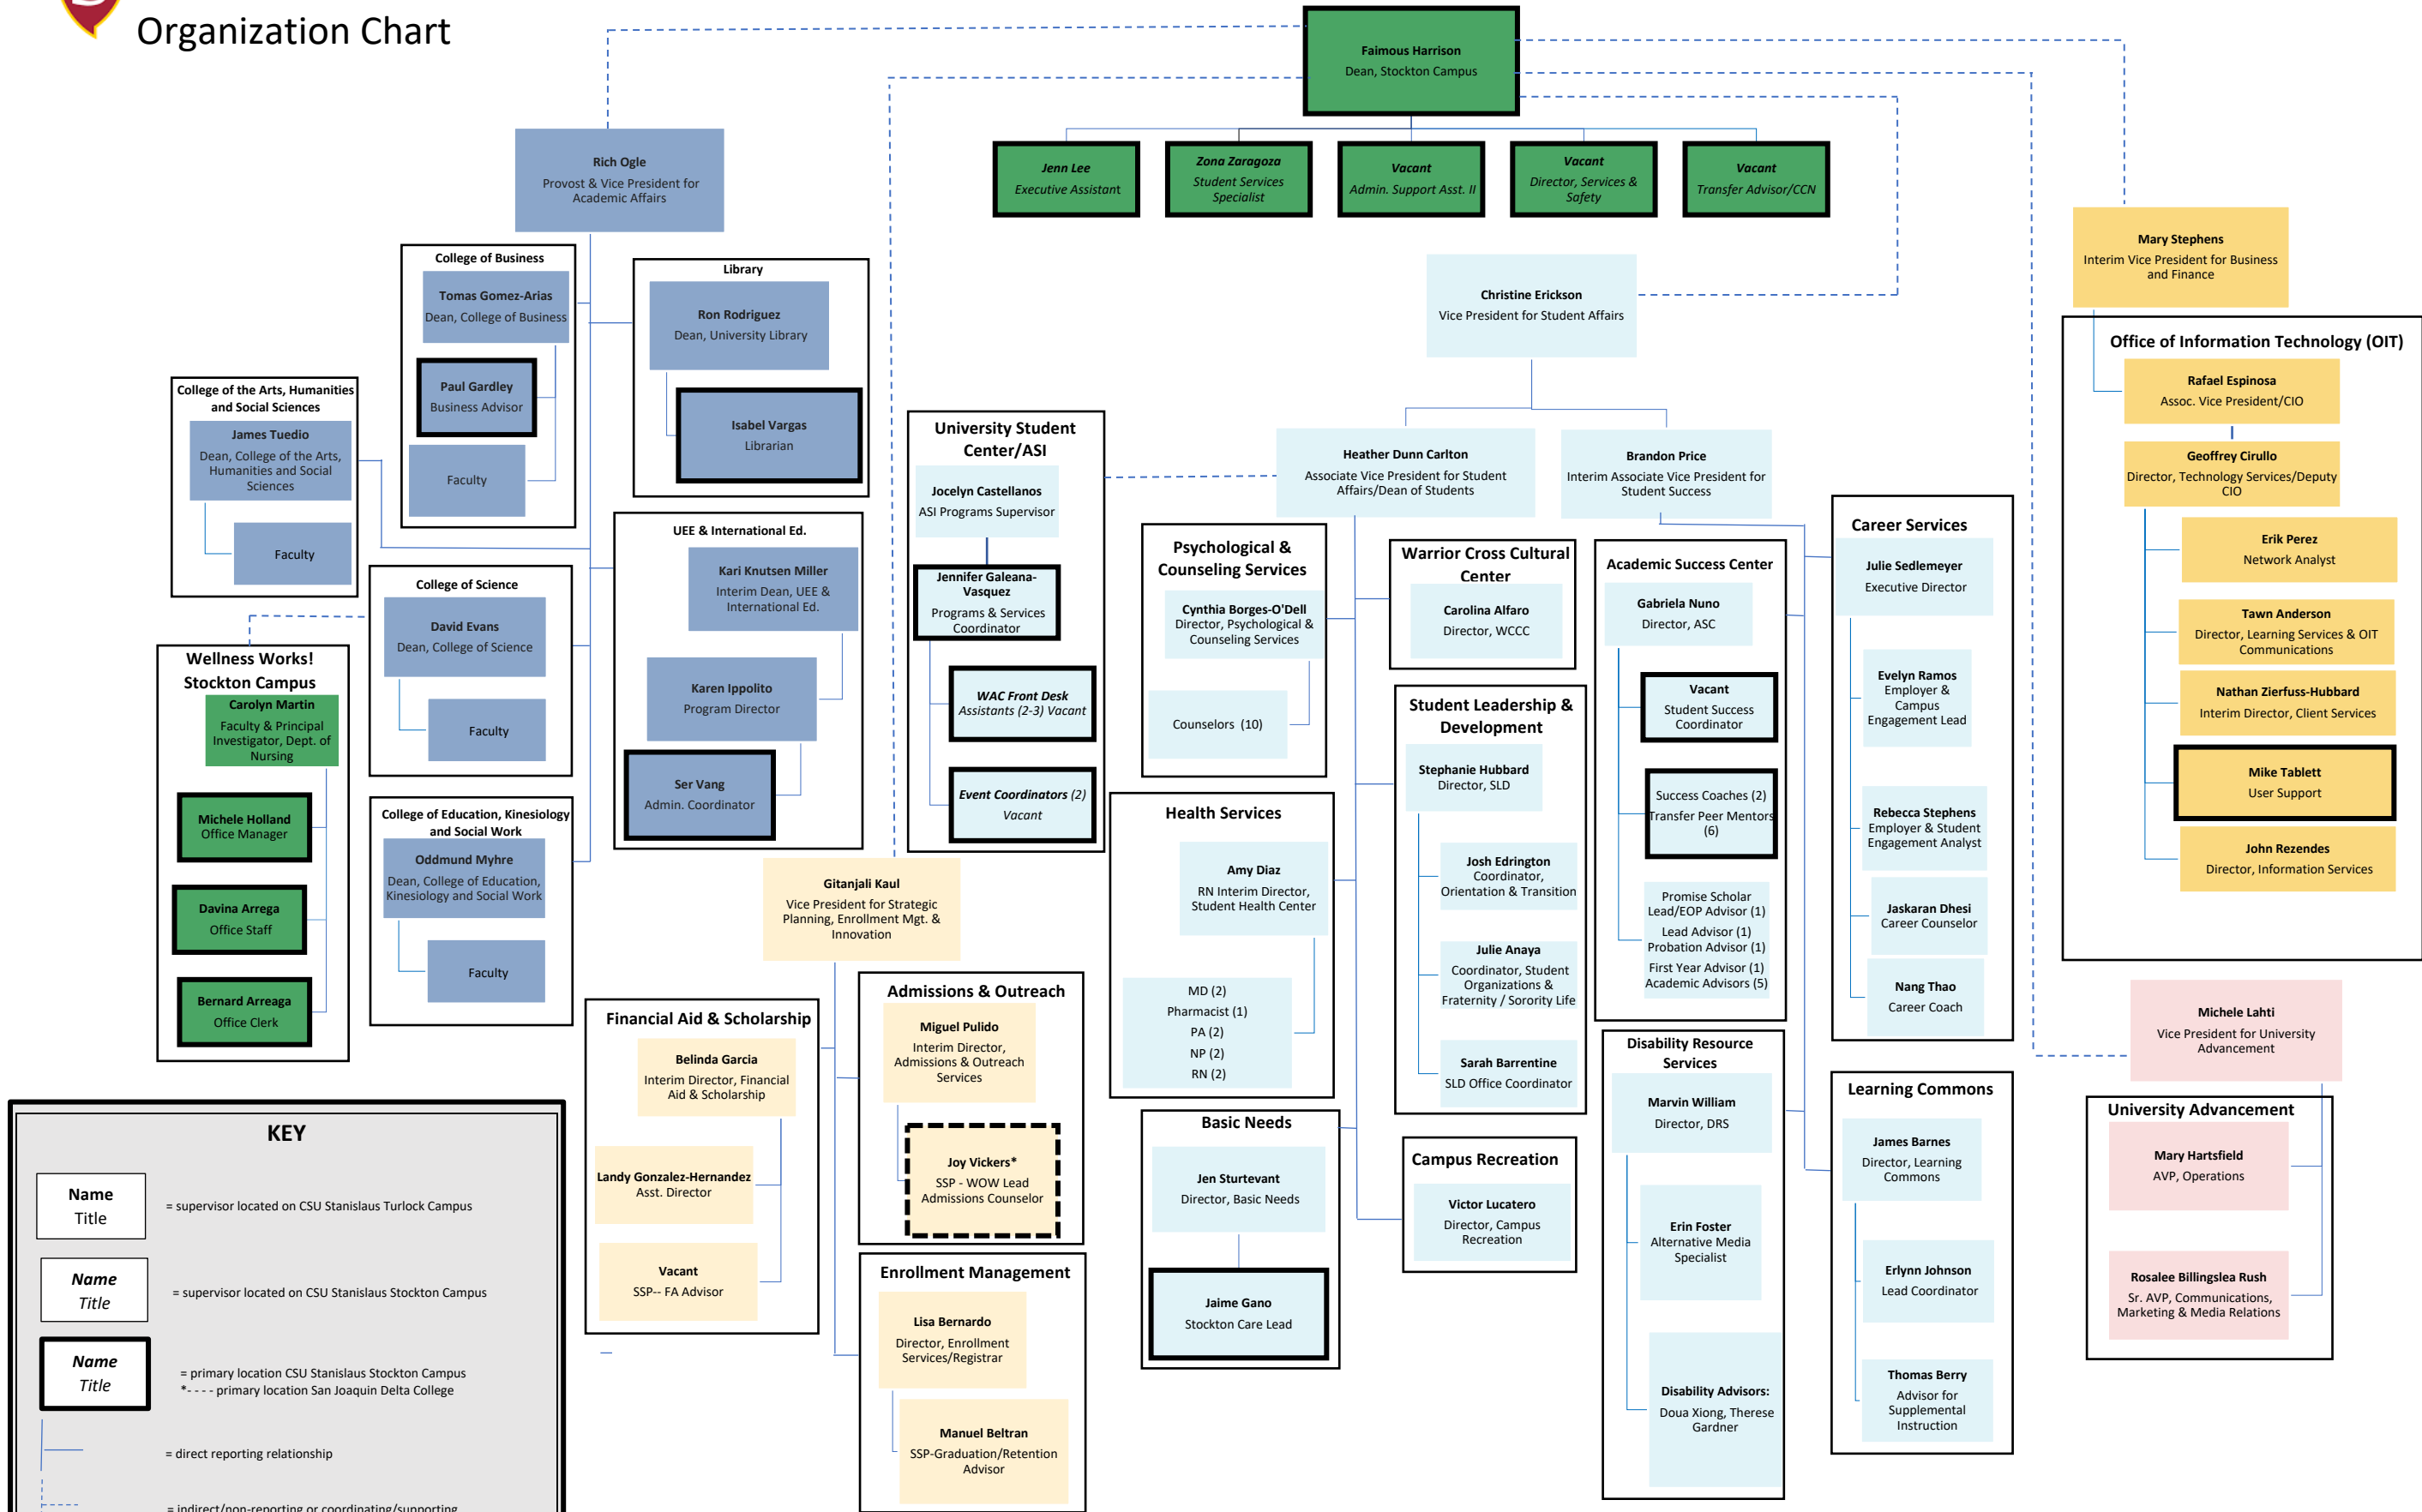 Organization Chart
Faimous Harrison
Dean, Stockton Campus
Jenn Lee
Executive Assistant
Zona Zaragoza
Student Services
Specialist
Vacant
Admin. Support Asst. II
Vacant
Director, Services &
Safety
Vacant
Transfer Advisor/CCN
Rich Ogle
Provost & Vice President for
Academic Affairs
College of Business
Tomas Gomez-Arias
Dean, College of Business
Paul Gardley
Business Advisor
Faculty
Library
Ron Rodriguez
Dean, University Library
Isabel Vargas
Librarian
College of the Arts, Humanities
and Social Sciences
James Tuedio
Dean, College of the Arts,
Humanities and Social
Sciences
Faculty
UEE & International Ed.
Kari Knutsen Miller
Interim Dean, UEE &
International Ed.
Karen Ippolito
Program Director
Ser Vang
Admin. Coordinator
College of Science
David Evans
Dean, College of Science
Faculty
Wellness Works!
Stockton Campus
Carolyn Martin
Faculty & Principal
Investigator, Dept. of
Nursing
Michele Holland
Office Manager
Davina Arrega
Office Staff
Bernard Arreaga
Office Clerk
College of Education, Kinesiology
and Social Work
Oddmund Myhre
Dean, College of Education,
Kinesiology and Social Work
Faculty
Gitanjali Kaul
Vice President for Strategic
Planning, Enrollment Mgt. &
Innovation
Financial Aid & Scholarship
Belinda Garcia
Interim Director, Financial
Aid & Scholarship
Landy Gonzalez-Hernandez
Asst. Director
Vacant
SSP-- FA Advisor
Admissions & Outreach
Miguel Pulido
Interim Director,
Admissions & Outreach
Services
Joy Vickers*
SSP - WOW Lead
Admissions Counselor
Enrollment Management
Lisa Bernardo
Director, Enrollment
Services/Registrar
Manuel Beltran
SSP-Graduation/Retention
Advisor
Christine Erickson
Vice President for Student Affairs
Heather Dunn Carlton
Associate Vice President for Student
Affairs/Dean of Students
Brandon Price
Interim Associate Vice President for
Student Success
University Student
Center/ASI
Jocelyn Castellanos
ASI Programs Supervisor
Jennifer Galeana-
Vasquez
Programs & Services
Coordinator
WAC Front Desk
Assistants (2-3) Vacant
Event Coordinators (2)
Vacant
Psychological &
Counseling Services
Cynthia Borges-O'Dell
Director, Psychological &
Counseling Services
Counselors (10)
Warrior Cross Cultural
Center
Carolina Alfaro
Director, WCCC
Student Leadership &
Development
Stephanie Hubbard
Director, SLD
Josh Edrington
Coordinator,
Orientation & Transition
Julie Anaya
Coordinator, Student
Organizations &
Fraternity / Sorority Life
Sarah Barrentine
SLD Office Coordinator
Health Services
Amy Diaz
RN Interim Director,
Student Health Center
MD (2)
Pharmacist (1)
PA (2)
NP (2)
RN (2)
Basic Needs
Jen Sturtevant
Director, Basic Needs
Jaime Gano
Stockton Care Lead
Campus Recreation
Victor Lucatero
Director, Campus
Recreation
Academic Success Center
Gabriela Nuno
Director, ASC
Vacant
Student Success
Coordinator
Success Coaches (2)
Transfer Peer Mentors
(6)
Promise Scholar
Lead/EOP Advisor (1)
Lead Advisor (1)
Probation Advisor (1)
First Year Advisor (1)
Academic Advisors (5)
Disability Resource
Services
Marvin William
Director, DRS
Erin Foster
Alternative Media
Specialist
Disability Advisors:
Doua Xiong, Therese
Gardner
Career Services
Julie Sedlemeyer
Executive Director
Evelyn Ramos
Employer &
Campus
Engagement Lead
Rebecca Stephens
Employer & Student
Engagement Analyst
Jaskaran Dhesi
Career Counselor
Nang Thao
Career Coach
Learning Commons
James Barnes
Director, Learning
Commons
Erlynn Johnson
Lead Coordinator
Thomas Berry
Advisor for
Supplemental
Instruction
Mary Stephens
Interim Vice President for Business
and Finance
Office of Information Technology (OIT)
Rafael Espinosa
Assoc. Vice President/CIO
Geoffrey Cirullo
Director, Technology Services/Deputy
CIO
Erik Perez
Network Analyst
Tawn Anderson
Director, Learning Services & OIT
Communications
Nathan Zierfuss-Hubbard
Interim Director, Client Services
Mike Tablett
User Support
John Rezendes
Director, Information Services
Michele Lahti
Vice President for University
Advancement
University Advancement
Mary Hartsfield
AVP, Operations
Rosalee Billingslea Rush
Sr. AVP, Communications,
Marketing & Media Relations
KEY
Name
Title
= supervisor located on CSU Stanislaus Turlock Campus
Name
Title
= supervisor located on CSU Stanislaus Stockton Campus
Name
Title
= primary location CSU Stanislaus Stockton Campus
*- - - - primary location San Joaquin Delta College
= direct reporting relationship
= indirect/non-reporting or coordinating/supporting